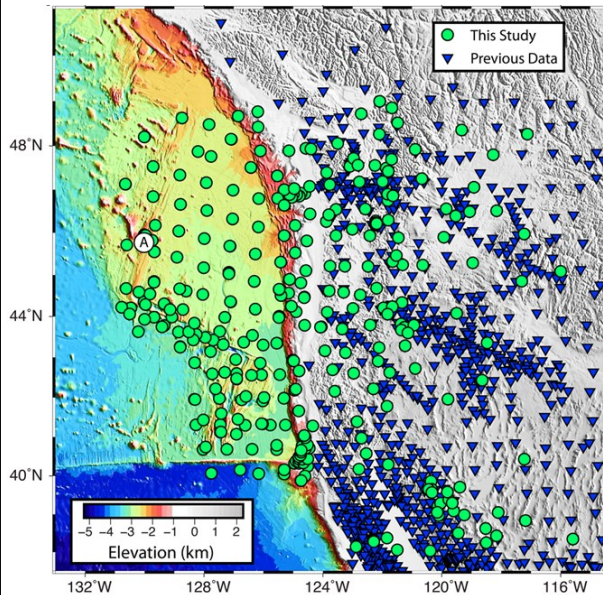 This Study
Previous Data
48°N
A
44°N
40°N
−5 −4 −3 −2 −1 0 1 2
Elevation (km)
132°W 128°W 124°W 120°W 116°W